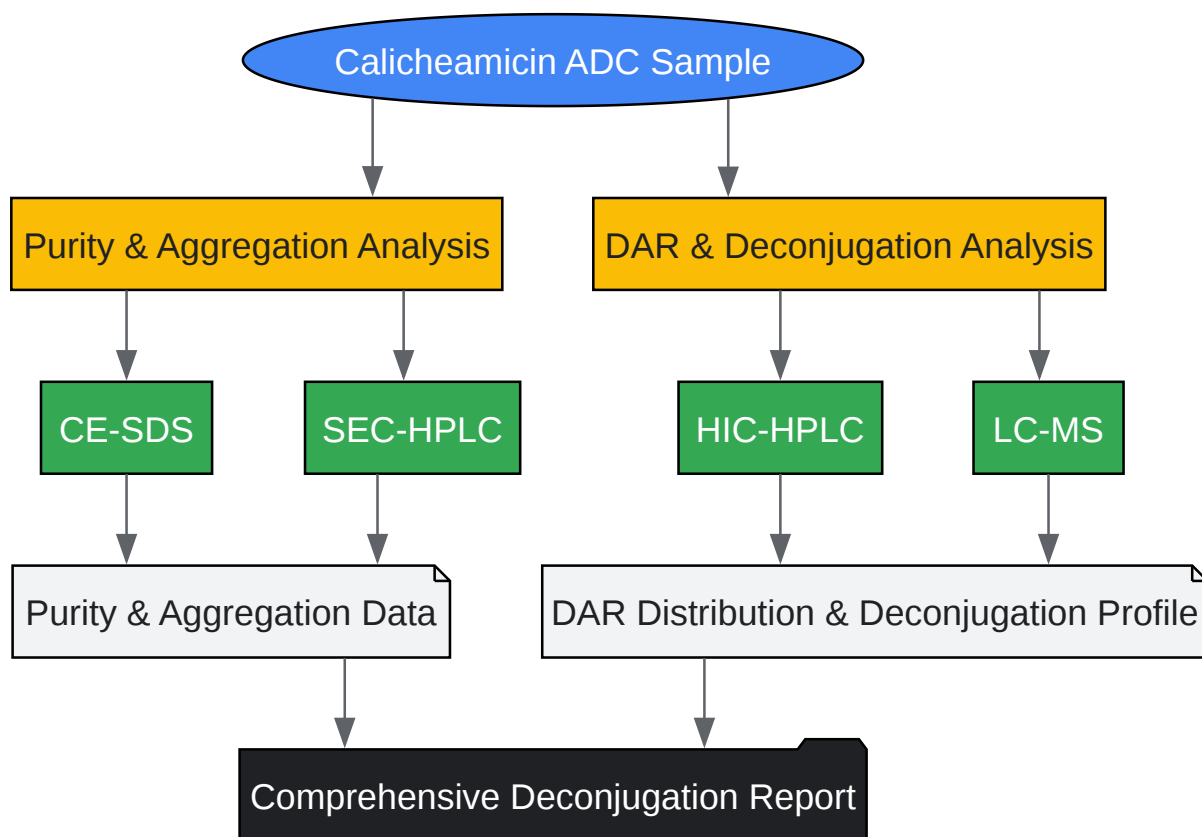 Calicheamicin ADC Sample
Purity & Aggregation Analysis
DAR & Deconjugation Analysis
CE-SDS
SEC-HPLC
HIC-HPLC
LC-MS
Purity & Aggregation Data
DAR Distribution & Deconjugation Profile
Comprehensive Deconjugation Report